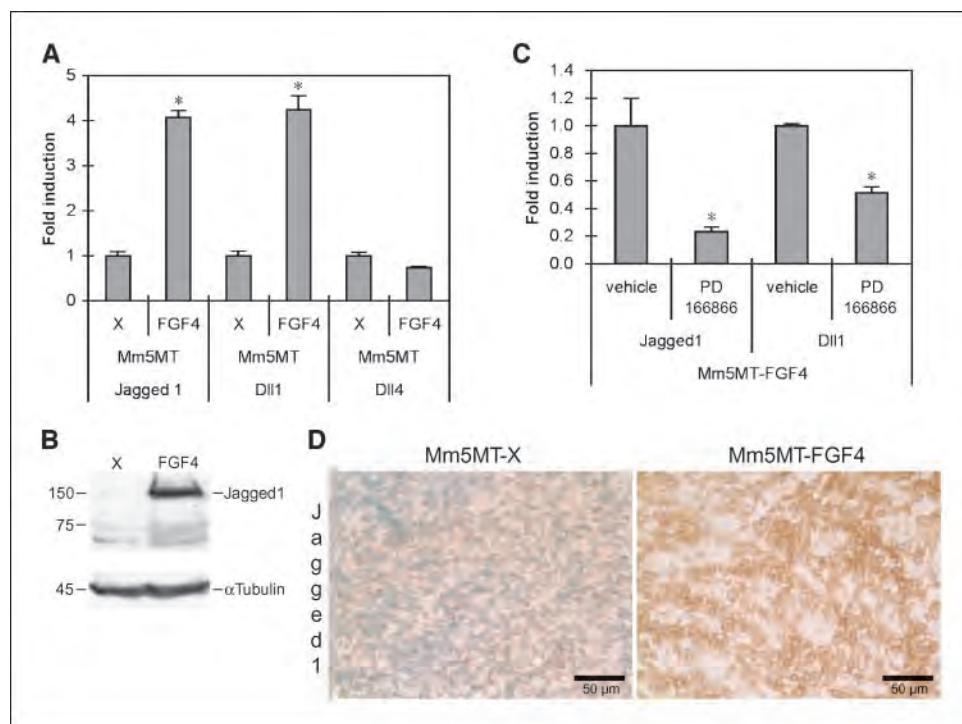 A
Fold induction
5
4
3
2
1
0
*
*
X FGF4 X FGF4 X FGF4
Mm5MT Mm5MT Mm5MT
Jagged 1 Dll1 Dll4
C
Fold induction
1.4
1.2
1.0
0.8
0.6
0.4
0.2
0.0
*
*
vehicle PD 166866 vehicle PD 166866
Jagged1 Dll1
Mm5MT-FGF4
B
X FGF4
150 Jagged1
75
45 αTubulin
D
Mm5MT-X Mm5MT-FGF4
Jagged1
50 µm 50 µm